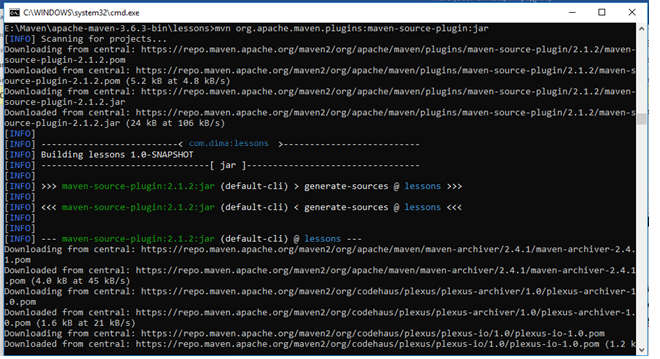 C:\WINDOWS\system32\cmd.exe
E:\Maven\apache-maven-3.6.3-bin\lessons>mvn org.apache.maven.plugins:maven-source-plugin:jar
[INFO] Scanning for projects...
Downloading from central: https://repo.maven.apache.org/maven2/org/apache/maven/plugins/maven-source-plugin/2.1.2/maven-
source-plugin-2.1.2.pom
Downloaded from central: https://repo.maven.apache.org/maven2/org/apache/maven/plugins/maven-source-plugin/2.1.2/maven-s
ource-plugin-2.1.2.pom (5.2 kB at 4.8 kB/s)
Downloading from central: https://repo.maven.apache.org/maven2/org/apache/maven/plugins/maven-source-plugin/2.1.2/maven-
source-plugin-2.1.2.jar
Downloaded from central: https://repo.maven.apache.org/maven2/org/apache/maven/plugins/maven-source-plugin/2.1.2/maven-s
ource-plugin-2.1.2.jar (24 kB at 106 kB/s)
[INFO]
[INFO] --------------------------< com.dima:lessons >--------------------------
[INFO] Building lessons 1.0-SNAPSHOT
[INFO] --------------------------------[ jar ]---------------------------------
[INFO]
[INFO] >>> maven-source-plugin:2.1.2:jar (default-cli) > generate-sources @ lessons >>>
[INFO]
[INFO] <<< maven-source-plugin:2.1.2:jar (default-cli) < generate-sources @ lessons <<<
[INFO]
[INFO]
[INFO] --- maven-source-plugin:2.1.2:jar (default-cli) @ lessons ---
Downloading from central: https://repo.maven.apache.org/maven2/org/apache/maven/maven-archiver/2.4.1/maven-archiver-2.4.
1.pom
Downloaded from central: https://repo.maven.apache.org/maven2/org/apache/maven/maven-archiver/2.4.1/maven-archiver-2.4.1
.pom (4.0 kB at 45 kB/s)
Downloading from central: https://repo.maven.apache.org/maven2/org/codehaus/plexus/plexus-archiver/1.0/plexus-archiver-1
.0.pom
Downloaded from central: https://repo.maven.apache.org/maven2/org/codehaus/plexus/plexus-archiver/1.0/plexus-archiver-1.
0.pom (1.6 kB at 21 kB/s)
Downloading from central: https://repo.maven.apache.org/maven2/org/codehaus/plexus/plexus-io/1.0/plexus-io-1.0.pom
Downloaded from central: https://repo.maven.apache.org/maven2/org/codehaus/plexus/plexus-io/1.0/plexus-io-1.0.pom (1.2 k